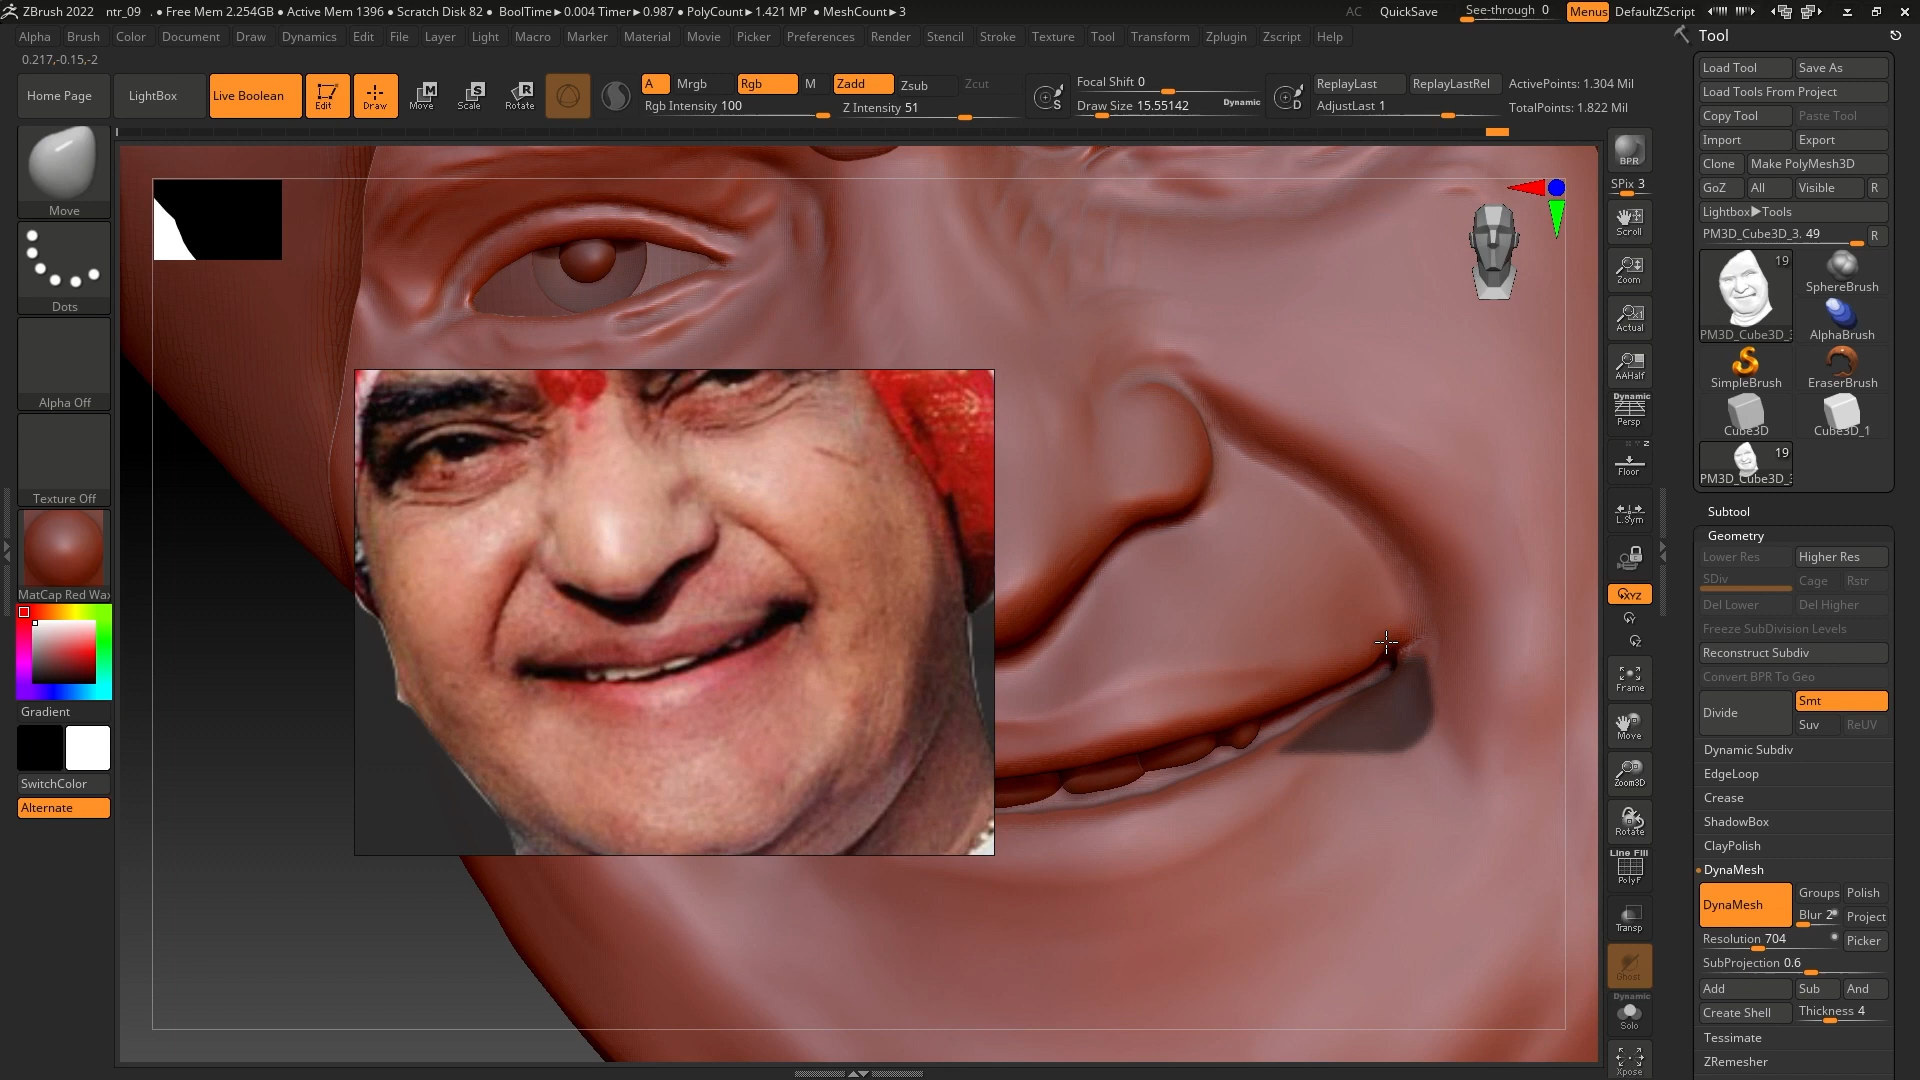 ZBrush 2022 ntr_09 . • Free Mem 2.254GB • Active Mem 1396 • Scratch Disk 82 • BoolTime►0.004 Timer►0.987 • PolyCount►1.421 MP • MeshCount►3 AC QuickSave See-through 0 Menus DefaultZScript
Alpha Brush Color Document Draw Dynamics Edit File Layer Light Macro Marker Material Movie Picker Preferences Render Stencil Stroke Texture Tool Transform Zplugin Zscript Help
0.217,-0.15,-2
Home Page LightBox Live Boolean Edit Draw Move Scale Rotate
A Mrgb Rgb M Zadd Zsub Zcut
Rgb Intensity 100 Z Intensity 51
S Focal Shift 0
Draw Size 15.55142 Dynamic
D ReplayLast ReplayLastRel ActivePoints: 1.304 Mil
AdjustLast 1 TotalPoints: 1.822 Mil
Move
Dots
Alpha Off
Texture Off
MatCap Red Wax
Gradient
SwitchColor
Alternate
BPR
SPix 3
Scroll
Zoom
Actual
AAHalf
Dynamic
Persp
Floor
L.Sym
XYZ
Frame
Move
Zoom3D
Rotate
Line Fill
PolyF
Transp
Ghost
Dynamic
Solo
Xpose
Tool
Load Tool Save As
Load Tools From Project
Copy Tool Paste Tool
Import Export
Clone Make PolyMesh3D
GoZ All Visible R
Lightbox►Tools
PM3D_Cube3D_3. 49 R
19 SphereBrush
PM3D_Cube3D_3 AlphaBrush
SimpleBrush EraserBrush
Cube3D Cube3D_1
19
PM3D_Cube3D_3
Subtool
Geometry
Lower Res Higher Res
SDiv Cage Rstr
Del Lower Del Higher
Freeze SubDivision Levels
Reconstruct Subdiv
Convert BPR To Geo
Divide Smt
Suv ReUV
Dynamic Subdiv
EdgeLoop
Crease
ShadowBox
ClayPolish
DynaMesh
DynaMesh Groups Polish
Blur 2 Project
Resolution 704 Picker
SubProjection 0.6
Add Sub And
Create Shell Thickness 4
Tessimate
ZRemesher